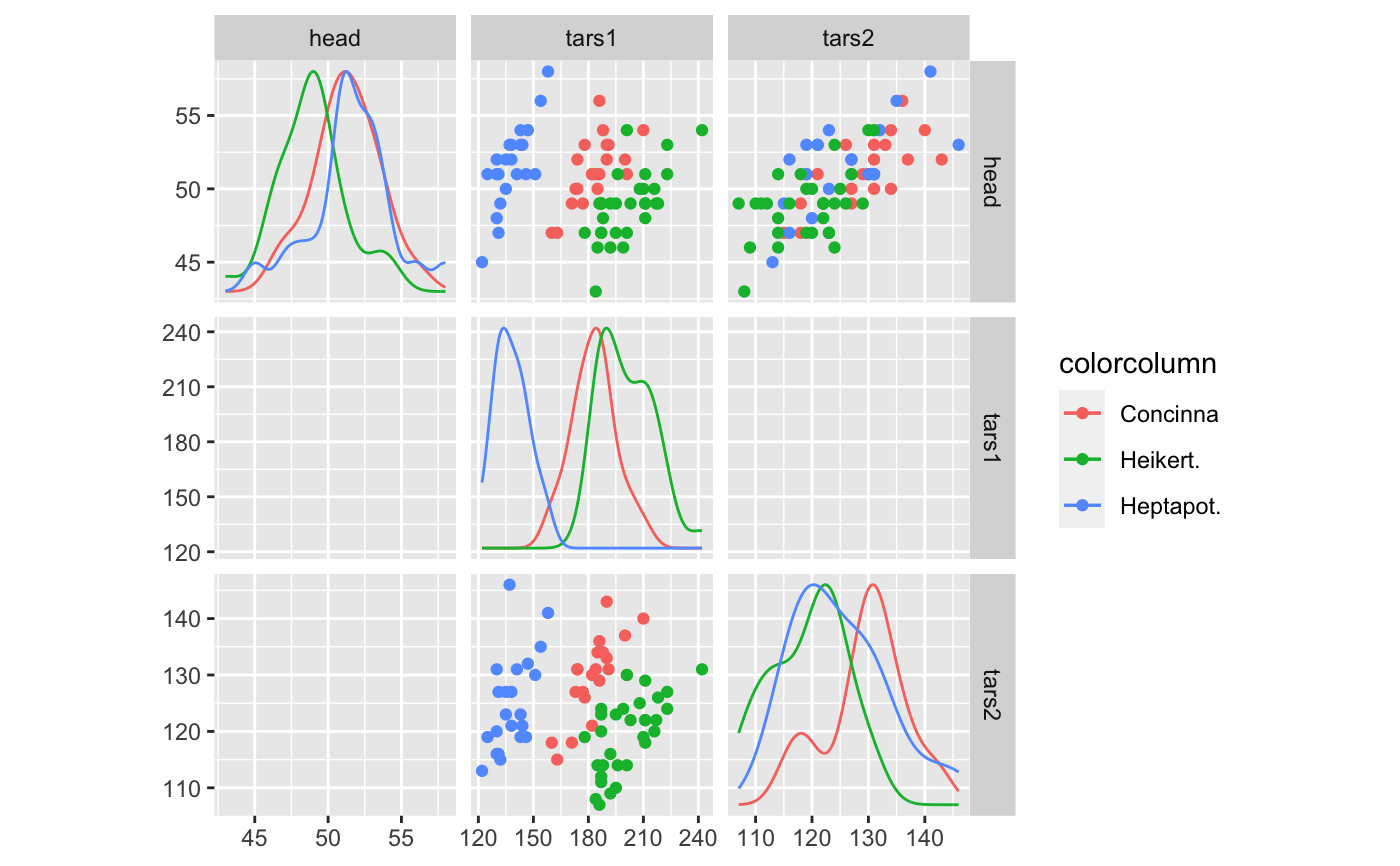 head tars1 tars2
55
50
45
head
240
210
180
150
120
tars1
colorcolumn
Concinna
Heikert.
Heptapot.
140
130
120
110
tars2
45 50 55 120 150 180 210 240 110 120 130 140